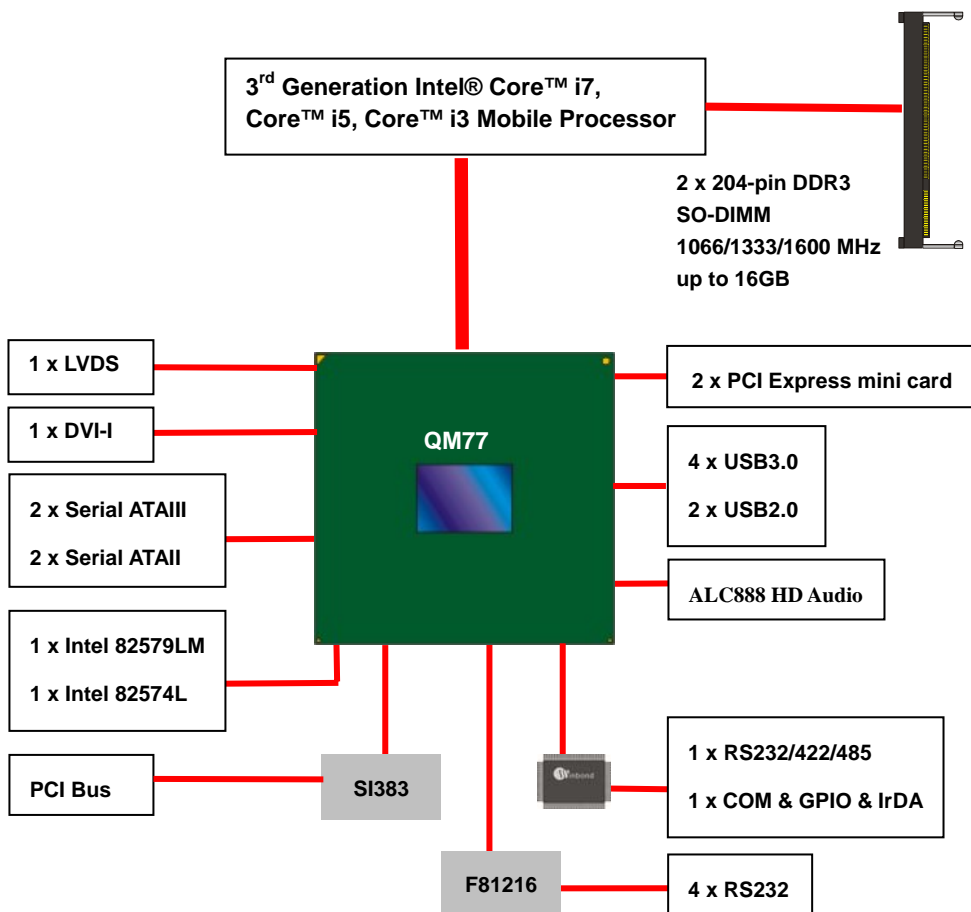 3rd Generation Intel® Core™ i7,
Core™ i5, Core™ i3 Mobile Processor
2 x 204-pin DDR3
SO-DIMM
1066/1333/1600 MHz
up to 16GB
1 x LVDS
1 x DVI-I
2 x Serial ATAIII
2 x Serial ATAII
1 x Intel 82579LM
1 x Intel 82574L
PCI Bus
QM77
2 x PCI Express mini card
4 x USB3.0
2 x USB2.0
ALC888 HD Audio
SI383
winbond
1 x RS232/422/485
1 x COM & GPIO & IrDA
F81216
4 x RS232